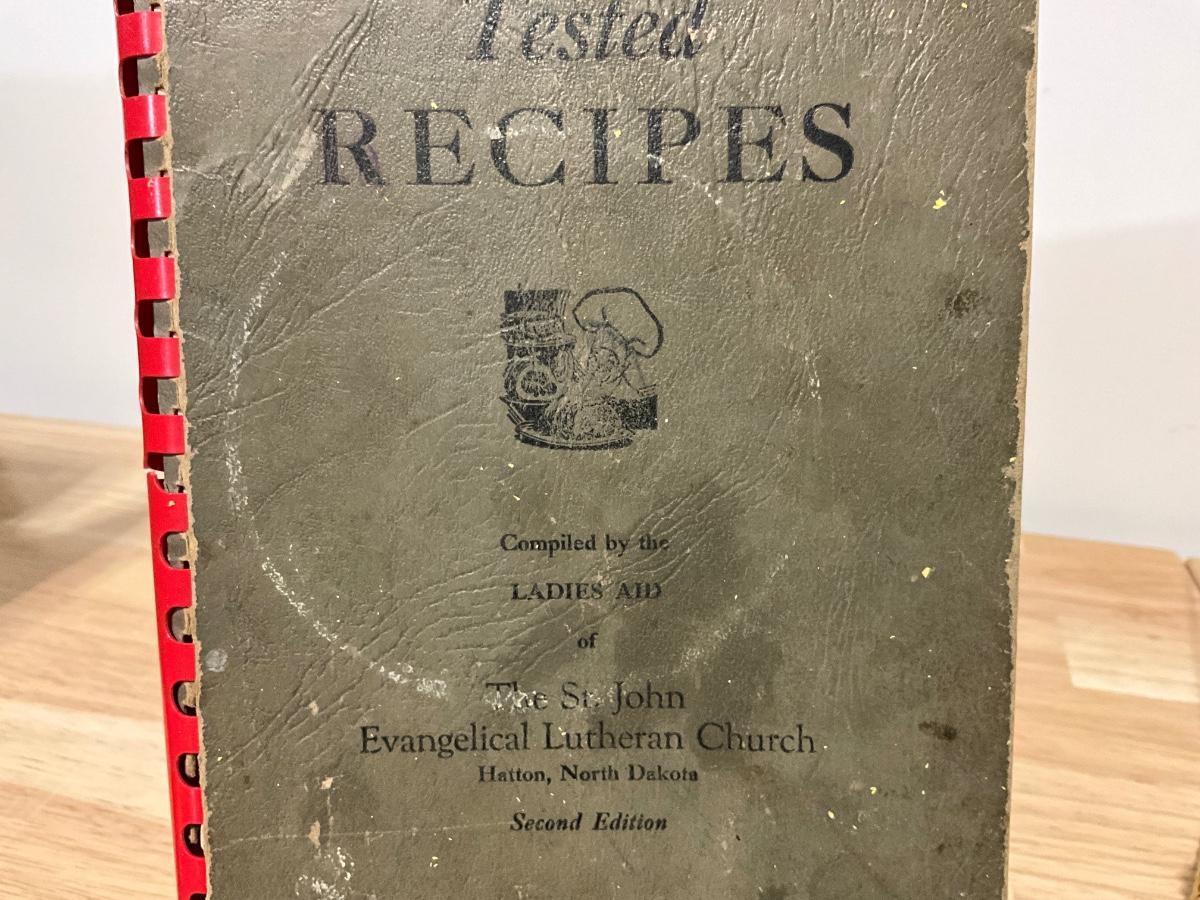 Tested
RECIPES
Compiled by the
LADIES AID
of
The St. John
Evangelical Lutheran Church
Hatton, North Dakota
Second Edition